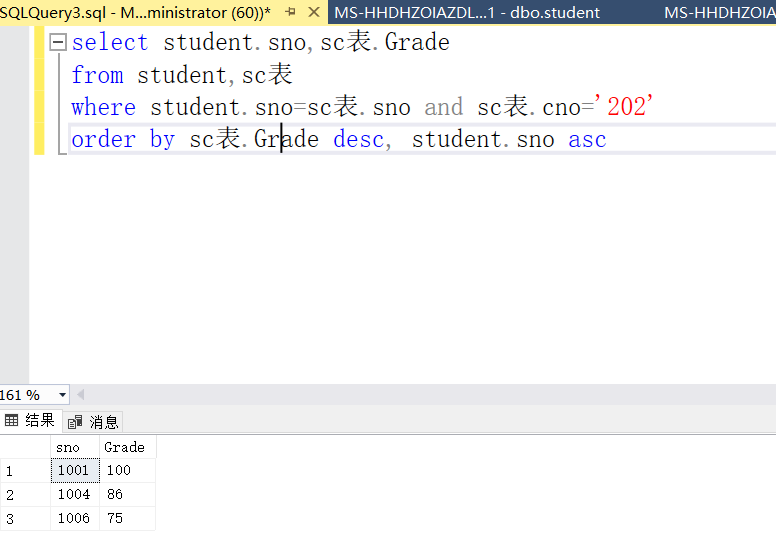 SQLQuery3.sql - M...ministrator (60))* MS-HHDHZOIAZDL...1 - dbo.student MS-HHDHZOIA
select student.sno,sc表.Grade
from student,sc表
where student.sno=sc表.sno and sc表.cno='202'
order by sc表.Grade desc, student.sno asc
161 %
结果 消息
sno Grade
1 1001 100
2 1004 86
3 1006 75